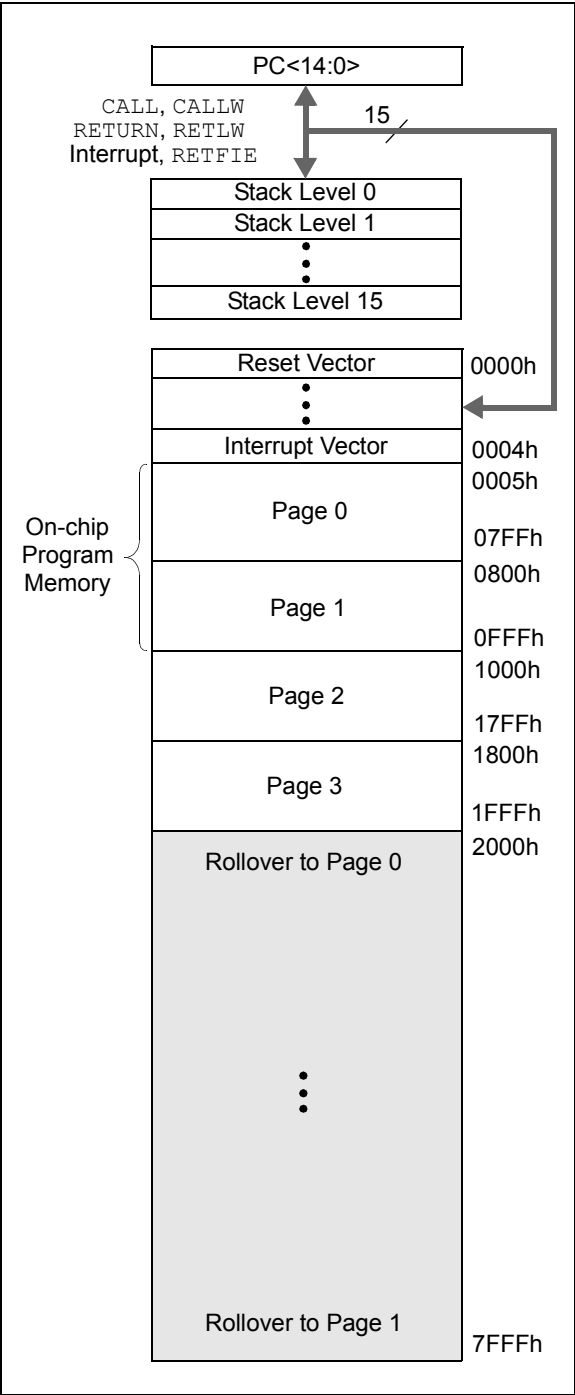 PC<14:0>
CALL, CALLW
RETURN, RETLW
Interrupt, RETFIE
15
Stack Level 0
Stack Level 1
Stack Level 15
Reset Vector
0000h
Interrupt Vector
0004h
On-chip
Program
Memory
0005h
Page 0
07FFh
0800h
Page 1
0FFFh
1000h
Page 2
17FFh
1800h
Page 3
1FFFh
2000h
Rollover to Page 0
Rollover to Page 1
7FFFh